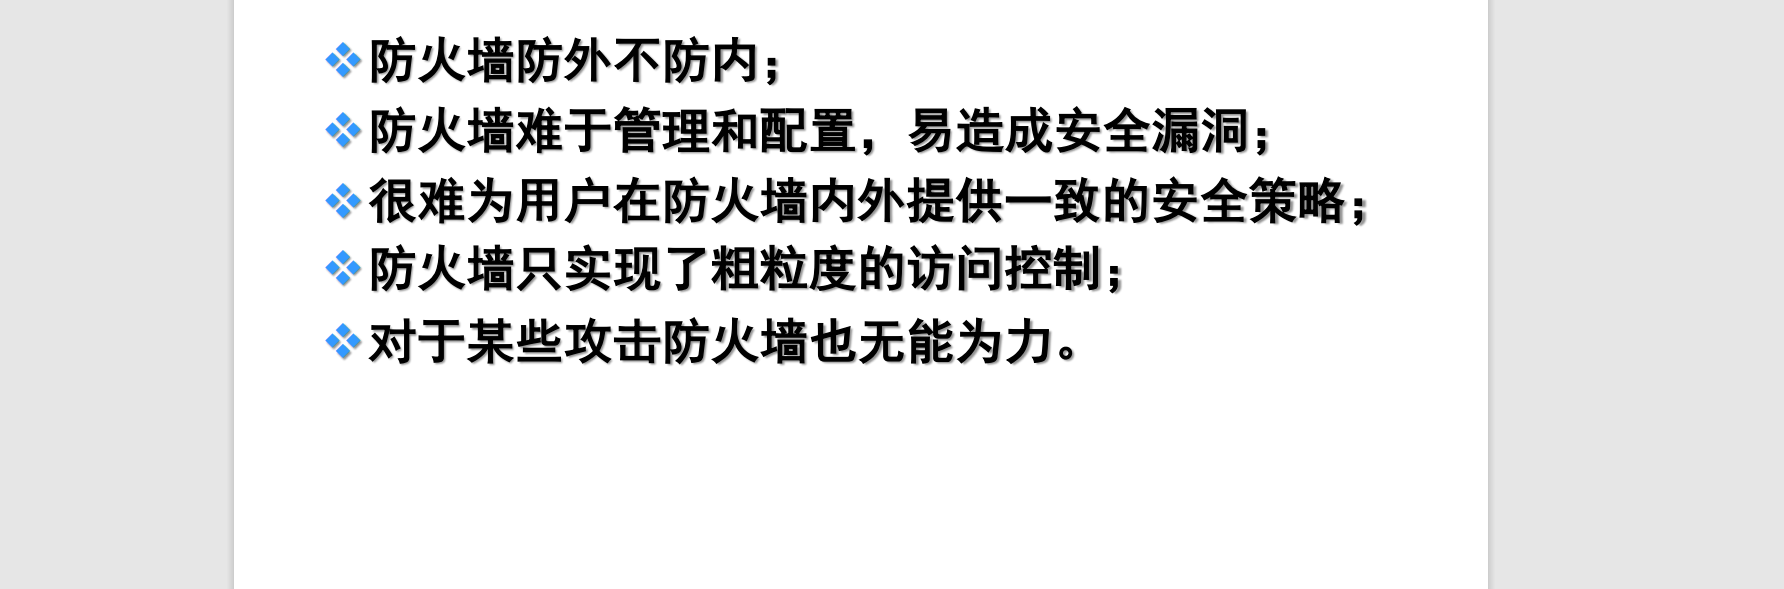 防火墙防外不防内；
防火墙难于管理和配置，易造成安全漏洞；
很难为用户在防火墙内外提供一致的安全策略；
防火墙只实现了粗粒度的访问控制；
对于某些攻击防火墙也无能为力。